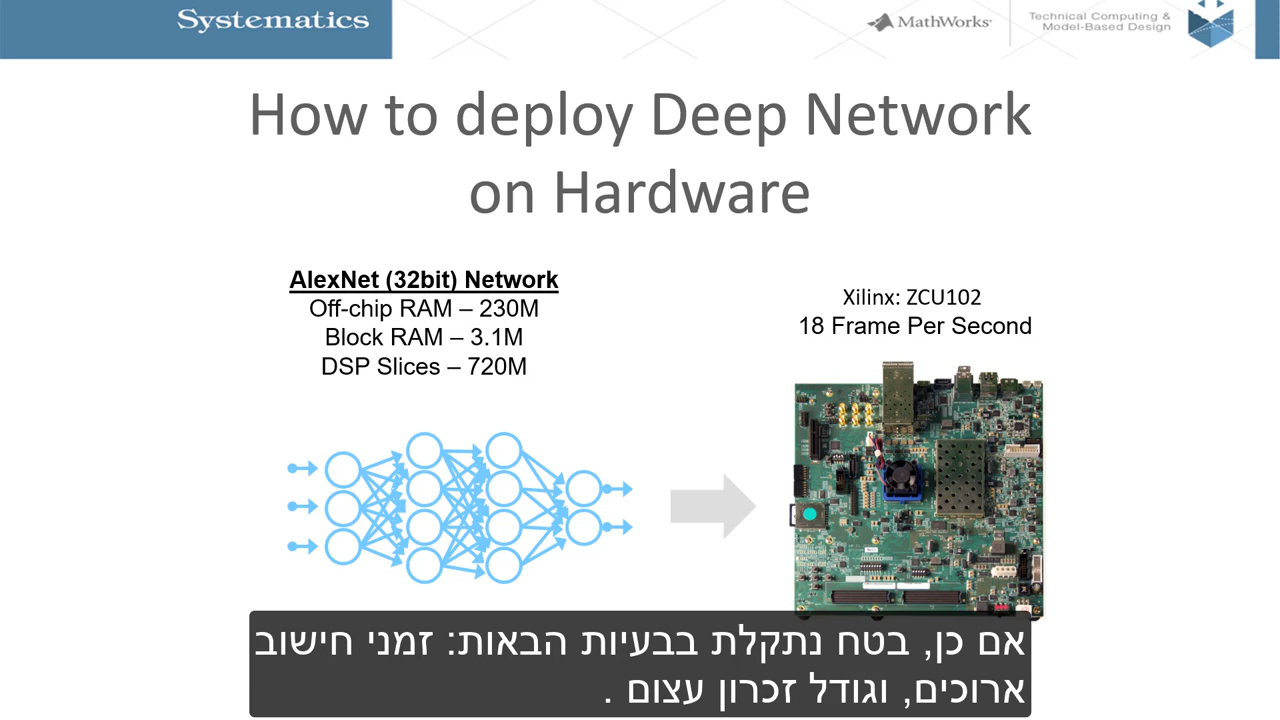 Systematics
MathWorks
Technical Computing &
Model-Based Design
How to deploy Deep Network
on Hardware
AlexNet (32bit) Network
Off-chip RAM – 230M
Block RAM – 3.1M
DSP Slices – 720M
Xilinx: ZCU102
18 Frame Per Second
אם כן, בטח נתקלת בבעיות הבאות: זמני חישוב
ארוכים, וגודל זכרון עצום .